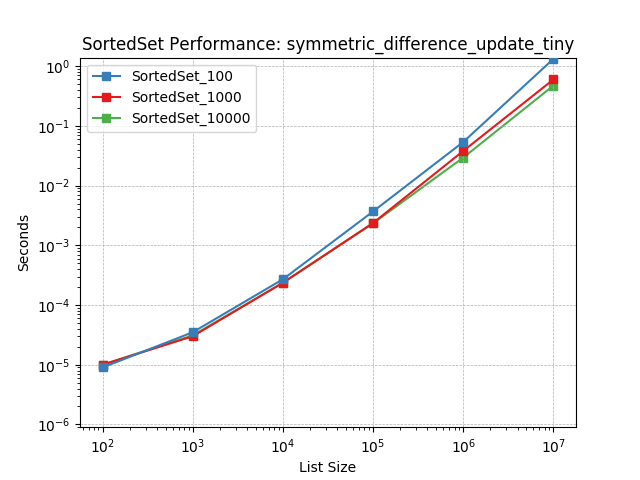 SortedSet Performance: symmetric_difference_update_tiny
SortedSet_100
SortedSet_1000
SortedSet_10000
Seconds
10⁰
10⁻¹
10⁻²
10⁻³
10⁻⁴
10⁻⁵
10⁻⁶
10²
10³
10⁴
10⁵
10⁶
10⁷
List Size